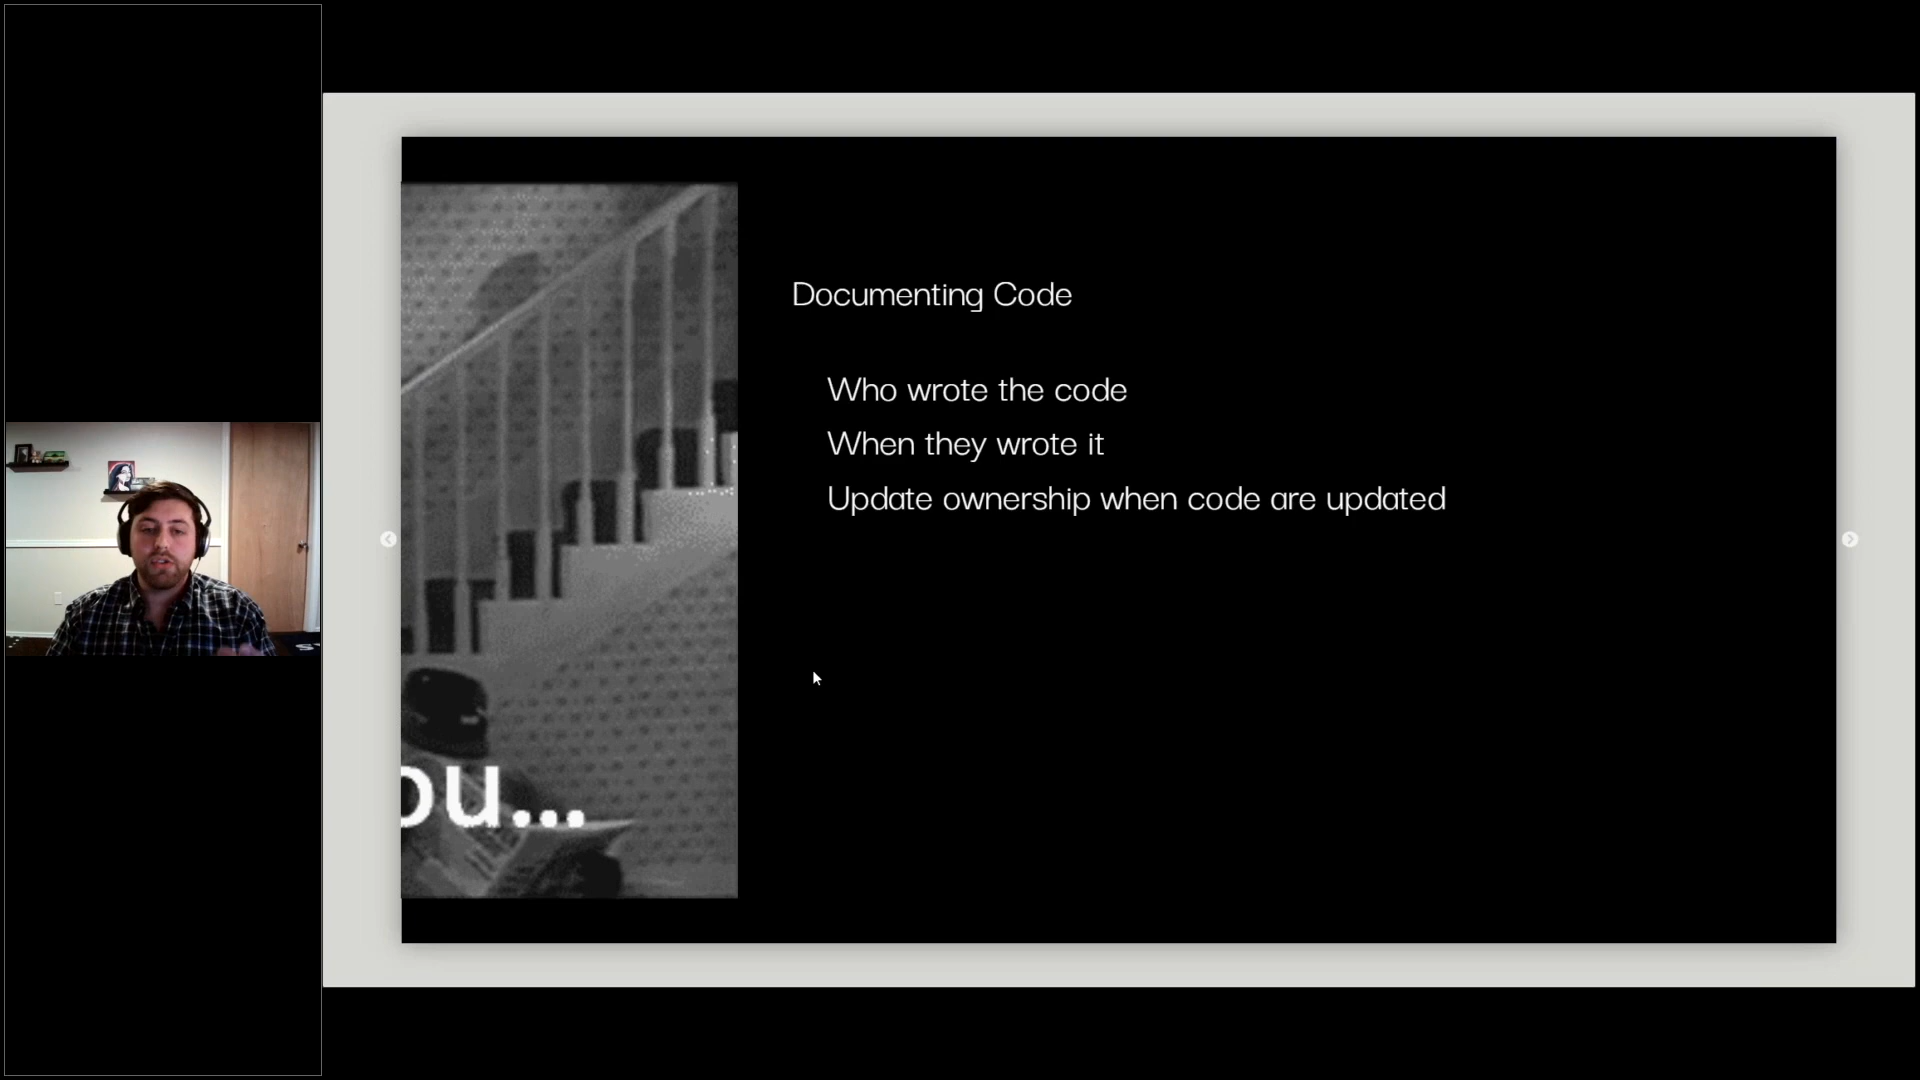 Documenting Code
Who wrote the code
When they wrote it
Update ownership when code are updated
ou...